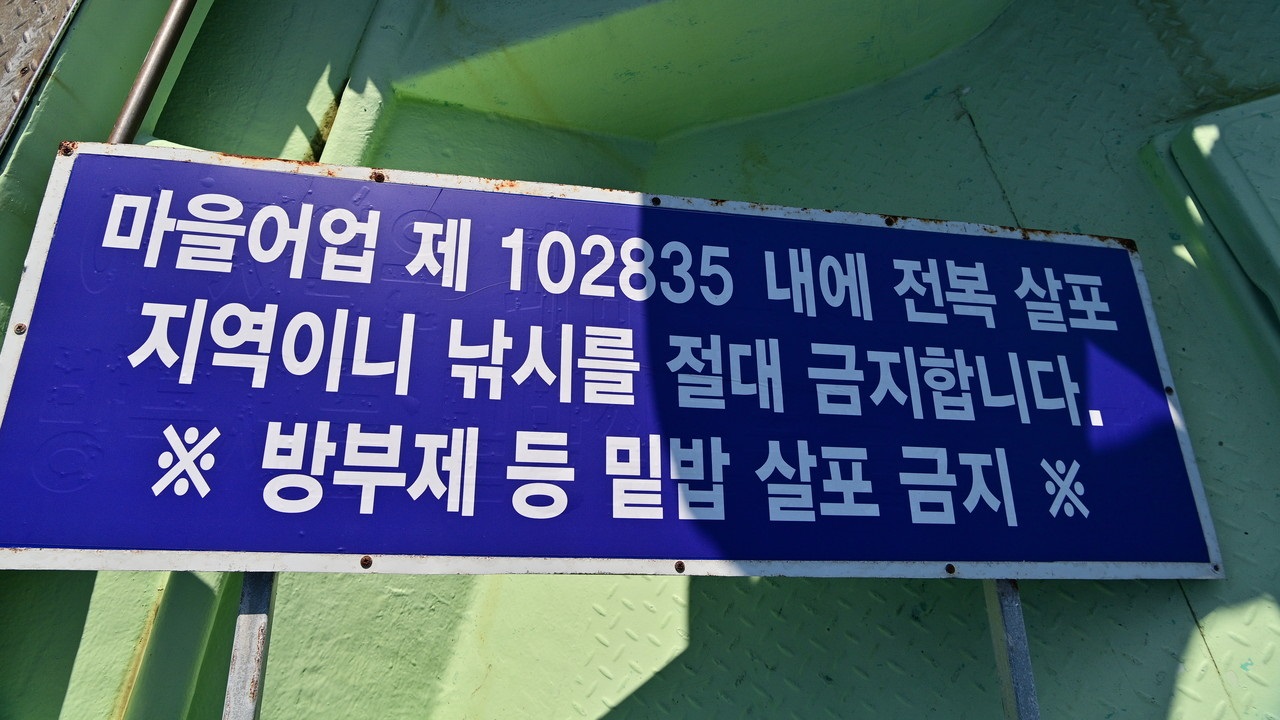 마을어업 제 102835 내에 전복 살포
지역이니 낚시를 절대 금지합니다.
※ 방부제 등 밑밥 살포 금지 ※